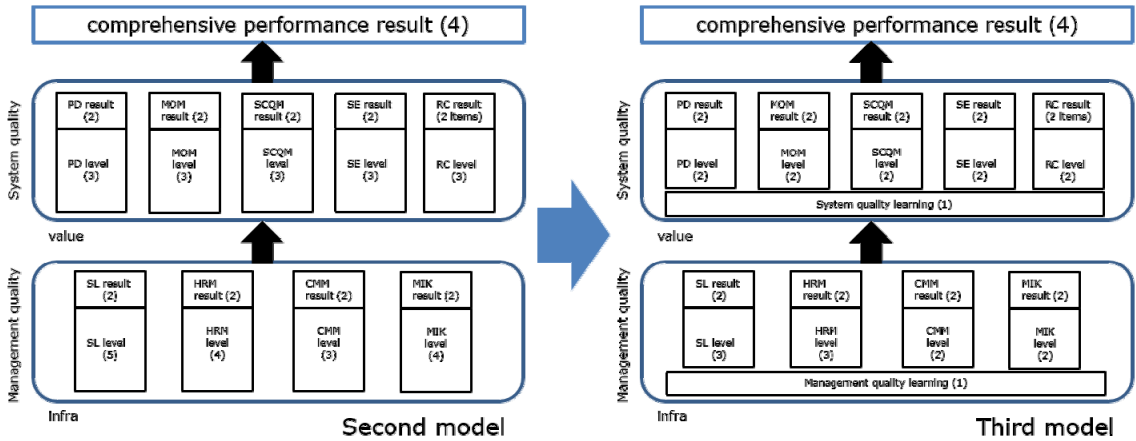 comprehensive performance result (4)
System quality
PD result
(2)
MOM
result (2)
SCQM
result (2)
SE result
(2)
RC result
(2 items)
PD level
(3)
MOM
level
(3)
SCQM
level
(3)
SE level
(3)
RC level
(3)
value
Management quality
SL result
(2)
HRM
result (2)
CMM
result (2)
MIK
result (2)
SL level
(5)
HRM
level
(4)
CMM
level
(3)
MIK
level
(4)
Infra
Second model
comprehensive performance result (4)
System quality
PD result
(2)
MOM
result (2)
SCQM
result (2)
SE result
(2)
RC result
(2 items)
PD level
(2)
MOM
level
(2)
SCQM
level
(2)
SE level
(2)
RC level
(2)
System quality learning (1)
value
Management quality
SL result
(2)
HRM
result (2)
CMM
result (2)
MIK
result (2)
SL level
(3)
HRM
level
(3)
CMM
level
(2)
MIK
level
(2)
Management quality learning (1)
Infra
Third model